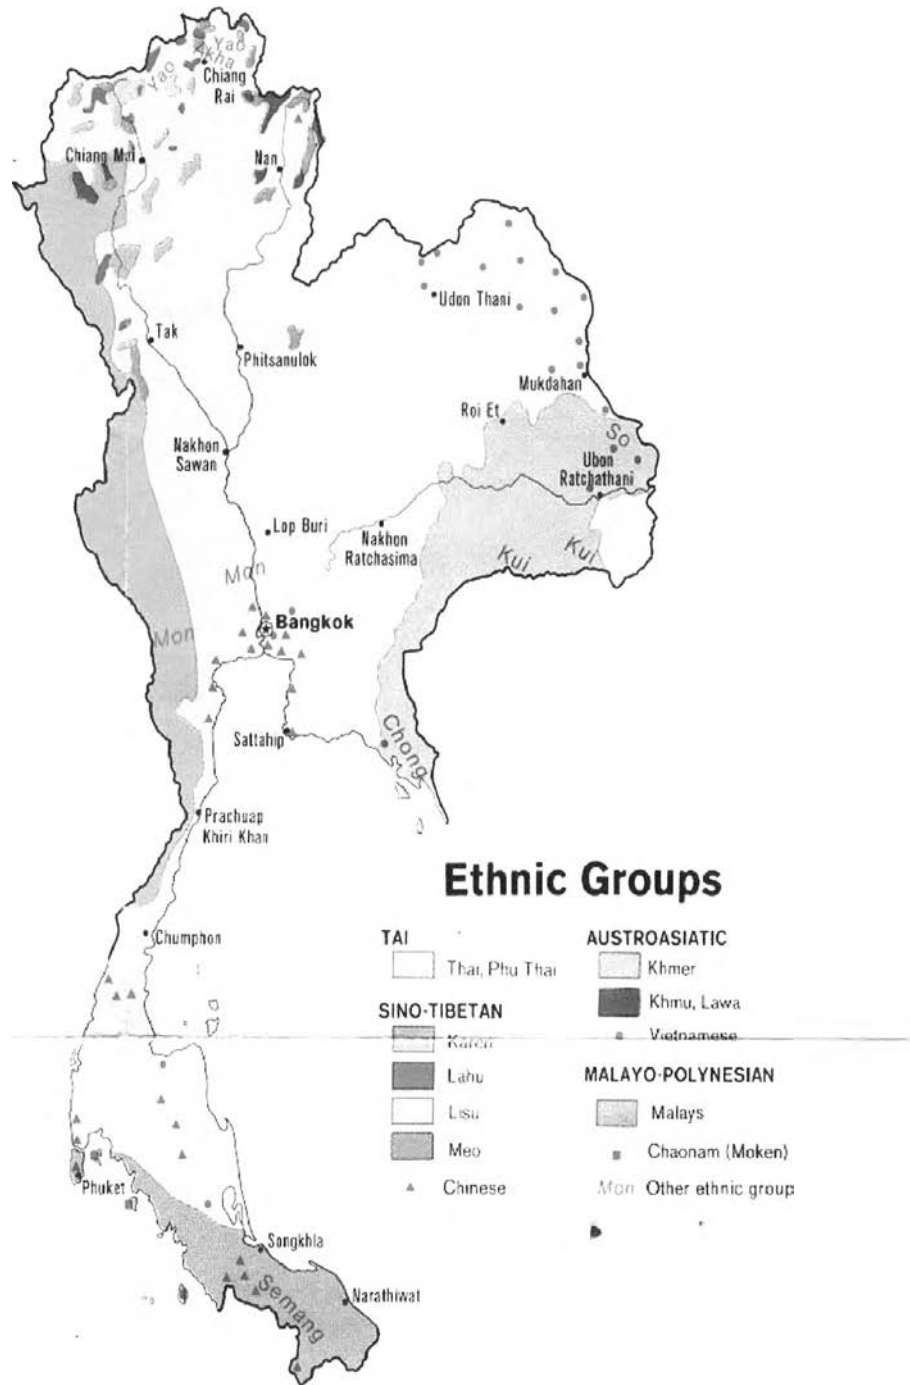 Yao
Akha
Yao
Chiang
Rai
Chiang Mai
Nan
Udon Thani
Tak
Phitsanulok
Mukdahan
Roi Et
So
Nakhon
Sawan
Ubon
Ratchathani
Lop Buri
Nakhon
Ratchasima
Kui
Kui
Mon
Bangkok
Mon
Chong
Sattahip
Prachuap
Khiri Khan
Ethnic Groups
Chumphon
TAI
Thai, Phu Thai
SINO-TIBETAN
Karen
Lahu
Lisu
Meo
Chinese
AUSTROASIATIC
Khmer
Khmu, Lawa
Vietnamese
MALAYO-POLYNESIAN
Malays
Chaonam (Moken)
Mon Other ethnic group
Phuket
Songkhla
Semang
Narathiwat